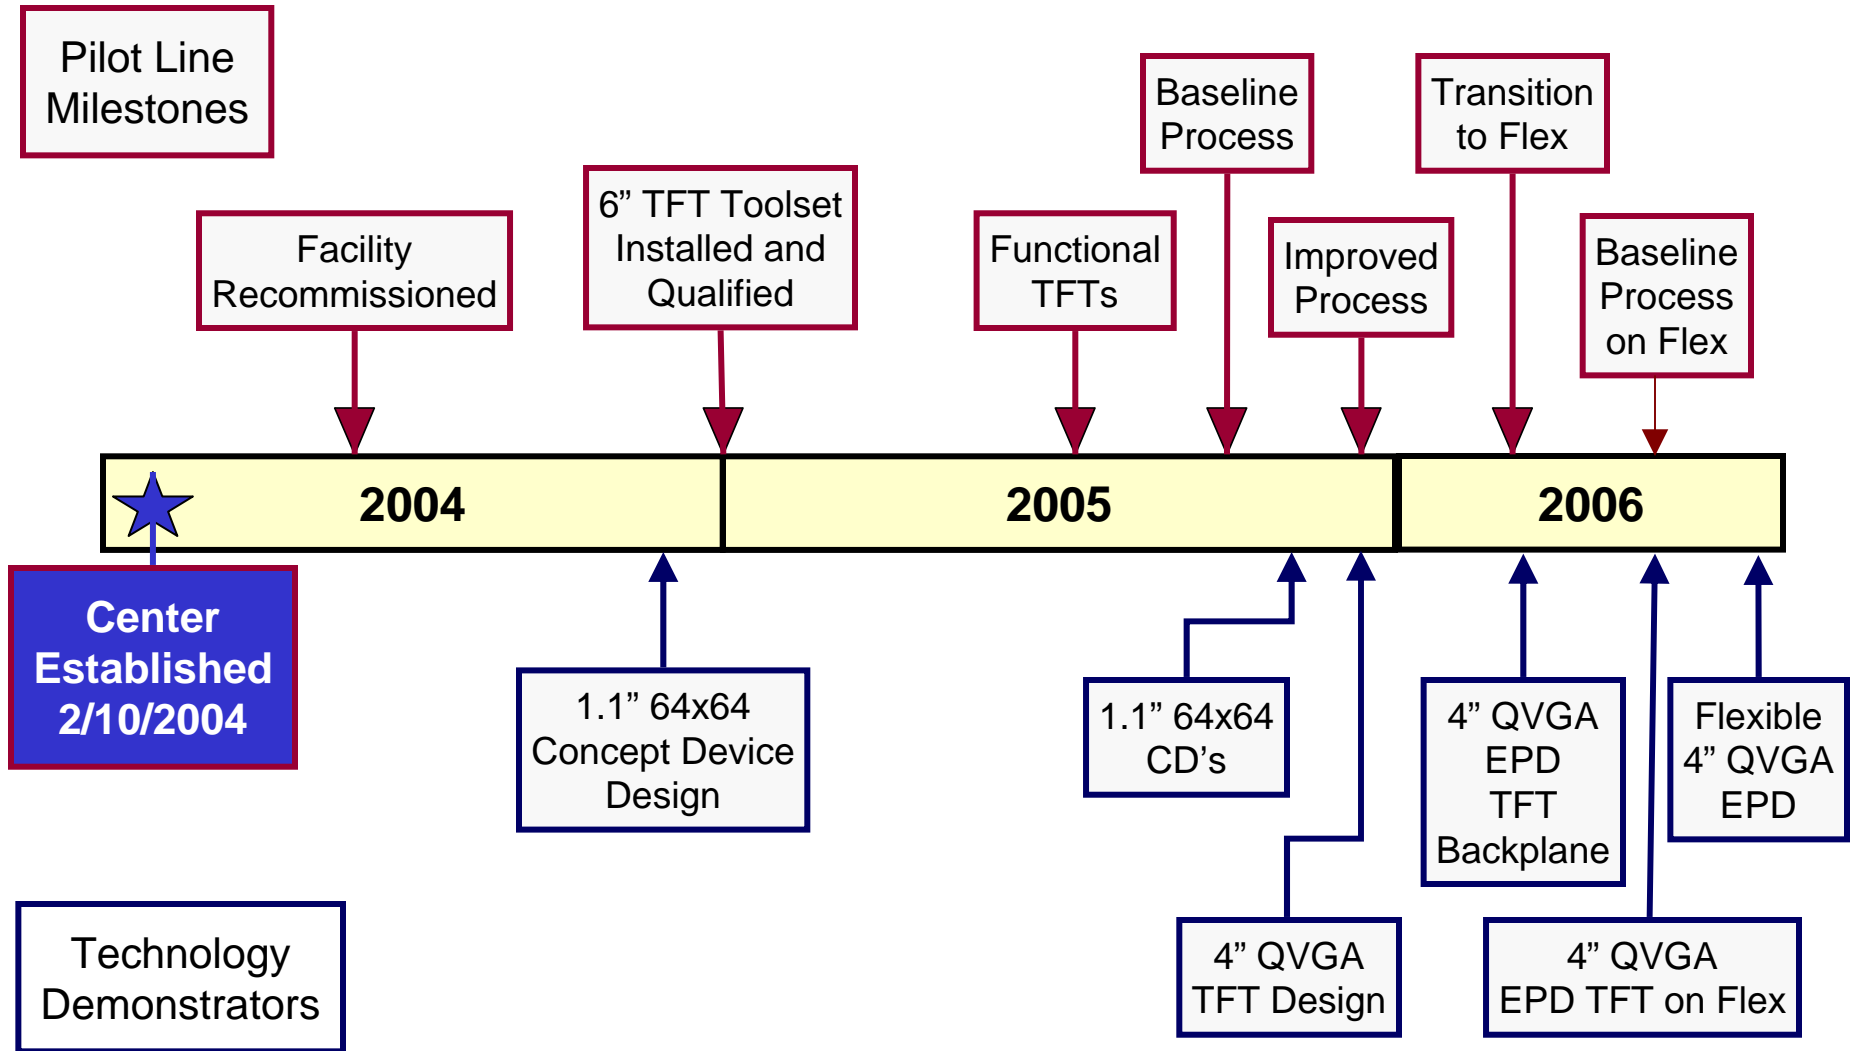 Pilot Line
Milestones
Baseline
Process
Transition
to Flex
6” TFT Toolset
Installed and
Qualified
Facility
Recommissioned
Functional
TFTs
Improved
Process
Baseline
Process
on Flex
2004
2005
2006
Center
Established
2/10/2004
1.1” 64x64
Concept Device
Design
1.1” 64x64
CD’s
4” QVGA
EPD
TFT
Backplane
Flexible
4” QVGA
EPD
4” QVGA
TFT Design
4” QVGA
EPD TFT on Flex
Technology
Demonstrators